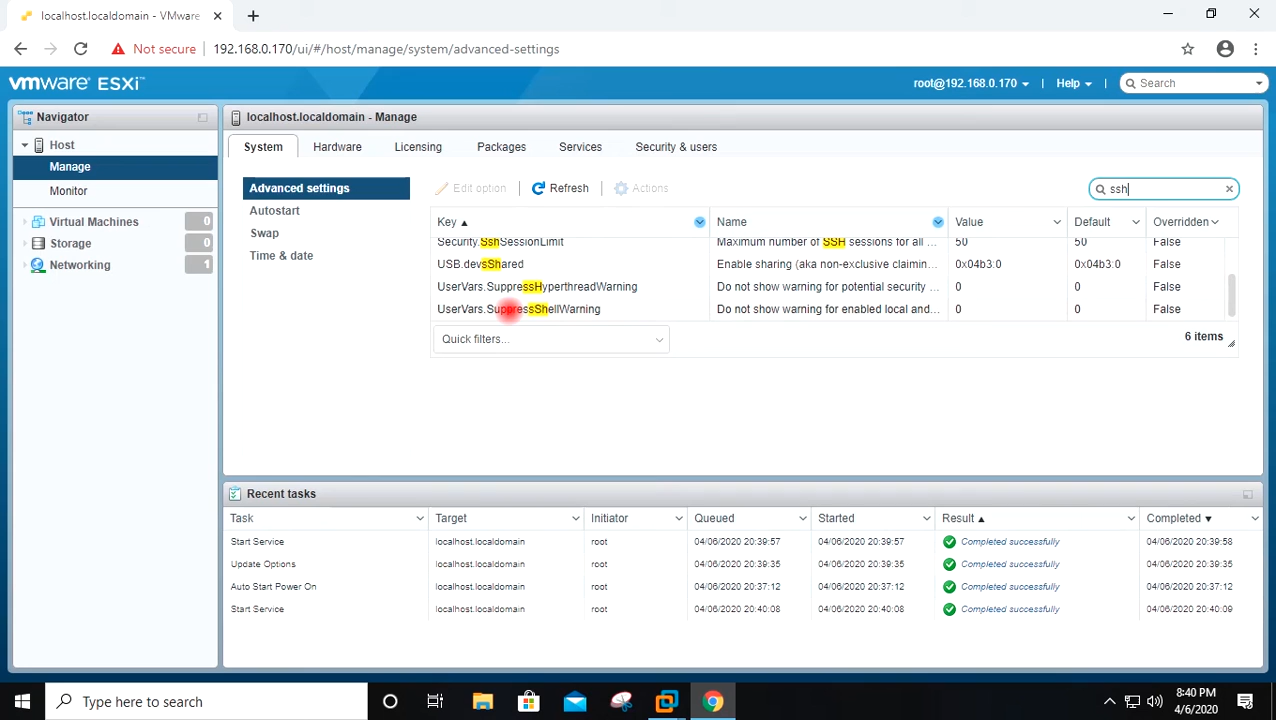 localhost.localdomain - VMware
Not secure 192.168.0.170/ui/#/host/manage/system/advanced-settings
vmware ESXi™ root@192.168.0.170 Help Search
Navigator
Host
Manage
Monitor
Virtual Machines 0
Storage 0
Networking 1
localhost.localdomain - Manage
System Hardware Licensing Packages Services Security & users
Advanced settings
Autostart
Swap
Time & date
Edit option Refresh Actions ssh
Key Name Value Default Overridden
Security.SshSessionLimit Maximum number of SSH sessions for all ... 50 50 False
USB.devsShared Enable sharing (aka non-exclusive claimin... 0x04b3:0 0x04b3:0 False
UserVars.SuppressHyperthreadWarning Do not show warning for potential security ... 0 0 False
UserVars.SuppressShellWarning Do not show warning for enabled local and... 0 0 False
Quick filters... 6 items
Recent tasks
Task Target Initiator Queued Started Result Completed
Start Service localhost.localdomain root 04/06/2020 20:39:57 04/06/2020 20:39:57 Completed successfully 04/06/2020 20:39:58
Update Options localhost.localdomain root 04/06/2020 20:39:35 04/06/2020 20:39:35 Completed successfully 04/06/2020 20:39:35
Auto Start Power On localhost.localdomain root 04/06/2020 20:37:12 04/06/2020 20:37:12 Completed successfully 04/06/2020 20:37:12
Start Service localhost.localdomain root 04/06/2020 20:40:08 04/06/2020 20:40:08 Completed successfully 04/06/2020 20:40:09
Type here to search
8:40 PM
4/6/2020